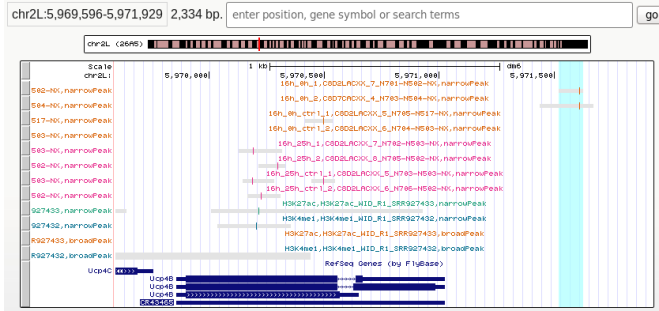 chr2L:5,969,596-5,971,929 2,334 bp. enter position, gene symbol or search terms go
chr2L (26A5)
Scale 1 kb dm6
chr2L: 5,970,000 5,970,500 5,971,000 5,971,500
16h_0h_1,C8D2LACXX_7_N701-N502-NX,narrowPeak
502-NX,narrowPeak
16h_0h_2,C8D7CACXX_4_N703-N504-NX,narrowPeak
504-NX,narrowPeak
16h_0h_ctrl_1,C8D2LACXX_5_N705-N517-NX,narrowPeak
517-NX,narrowPeak
16h_0h_ctrl_2,C8D2LACXX_6_N704-N503-NX,narrowPeak
503-NX,narrowPeak
16h_25h_1,C8D2LACXX_7_N702-N503-NX,narrowPeak
503-NX,narrowPeak
16h_25h_2,C8D2LACXX_8_N705-N502-NX,narrowPeak
502-NX,narrowPeak
16h_25h_ctrl_1,C8D2LACXX_5_N703-N503-NX,narrowPeak
503-NX,narrowPeak
16h_25h_ctrl_2,C8D2LACXX_6_N706-N502-NX,narrowPeak
502-NX,narrowPeak
H3K27ac,H3K27ac_WID_R1_SRR927433,narrowPeak
927433,narrowPeak
H3K4me1,H3K4me1_WID_R1_SRR927432,narrowPeak
927432,narrowPeak
H3K27ac,H3K27ac_WID_R1_SRR927433,broadPeak
R927433,broadPeak
H3K4me1,H3K4me1_WID_R1_SRR927432,broadPeak
R927432,broadPeak
RefSeq Genes (by FlyBase)
Ucp4C
Ucp4B
Ucp4B
Ucp4B